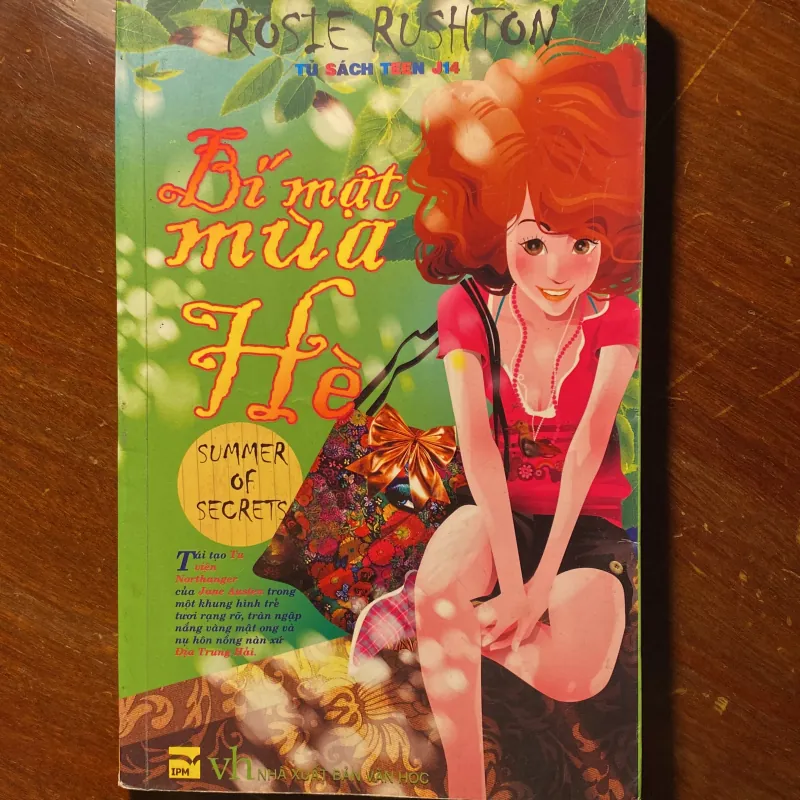 ROSIE RUSHTON
TỦ SÁCH TEEN J14
Bí mật
mùa
Hè
SUMMER
OF
SECRETS
Tái tạo Tu
viện
Northanger
của Jane Austen trong
một khung hình trẻ
tươi rạng rỡ, tràn ngập
nắng vàng mật ong và
nụ hôn nồng nàn xứ
Địa Trung Hải.
IPM
vh NHÀ XUẤT BẢN VĂN HỌC